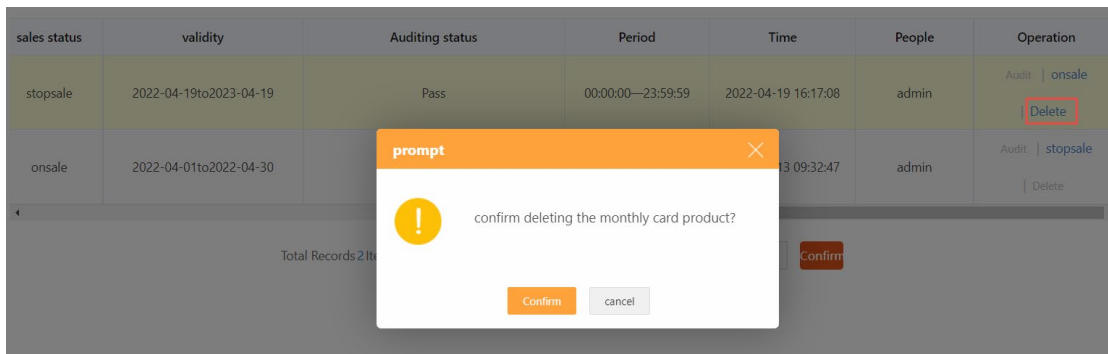 sales status validity Auditing status Period Time People Operation
Audit | onsale
stopsale 2022-04-19to2023-04-19 Pass 00:00:00—23:59:59 2022-04-19 16:17:08 admin
| Delete
prompt
Audit | stopsale
onsale 2022-04-01to2022-04-30 13 09:32:47 admin
| Delete
confirm deleting the monthly card product?
Total Records 2 Ite Confirm
Confirm cancel